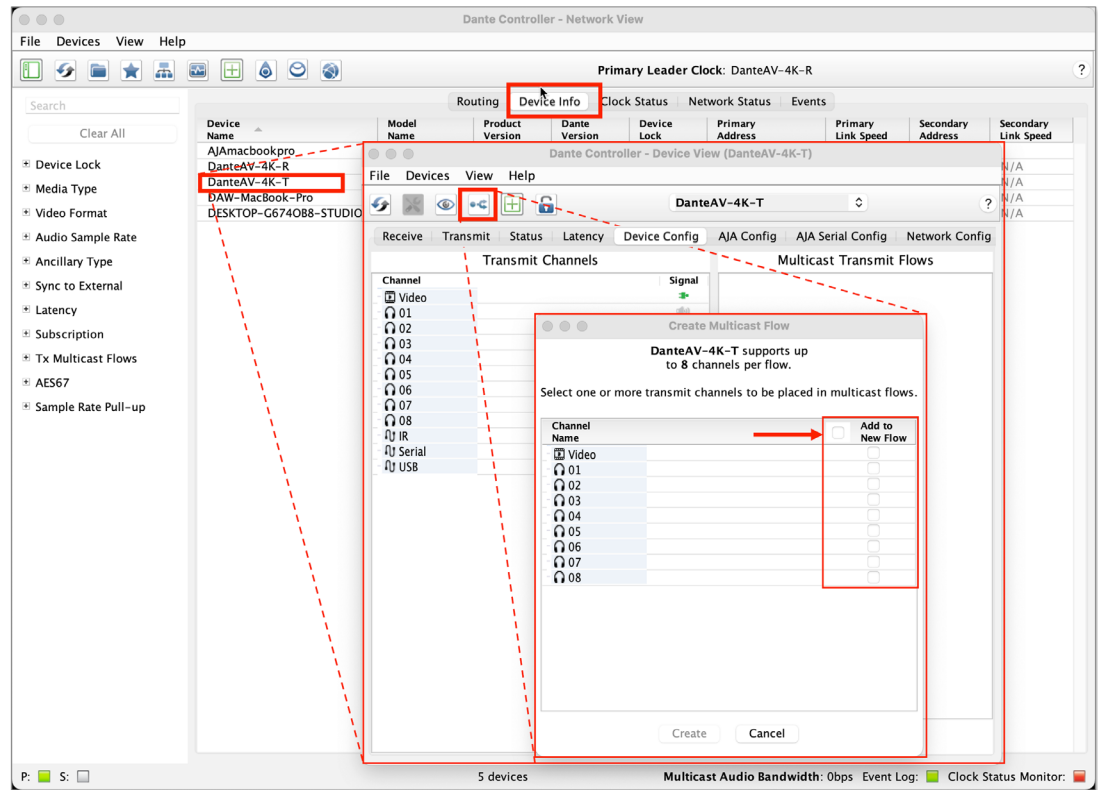 Dante Controller - Network View
File Devices View Help
Primary Leader Clock: DanteAV-4K-R
?
Search
Clear All
Device Lock
Media Type
Video Format
Audio Sample Rate
Ancillary Type
Sync to External
Latency
Subscription
Tx Multicast Flows
AES67
Sample Rate Pull-up
Routing Device Info Clock Status Network Status Events
Device Name
Model Name
Product Version
Dante Version
Device Lock
Primary Address
Primary Link Speed
Secondary Address
Secondary Link Speed
AJAmacbookpro
DanteAV-4K-R N/A
DanteAV-4K-T N/A
DAW-MacBook-Pro
DESKTOP-G674OB8-STUDIO N/A
Dante Controller - Device View (DanteAV-4K-T)
File Devices View Help
DanteAV-4K-T
?
Receive Transmit Status Latency Device Config AJA Config AJA Serial Config Network Config
Transmit Channels
Multicast Transmit Flows
Channel Signal
Video
01
02
03
04
05
06
07
08
IR
Serial
USB
Create Multicast Flow
DanteAV-4K-T supports up
to 8 channels per flow.
Select one or more transmit channels to be placed in multicast flows.
Channel Name
Add to New Flow
Video
01
02
03
04
05
06
07
08
Create Cancel
P: S:
5 devices
Multicast Audio Bandwidth: 0bps Event Log: Clock Status Monitor: